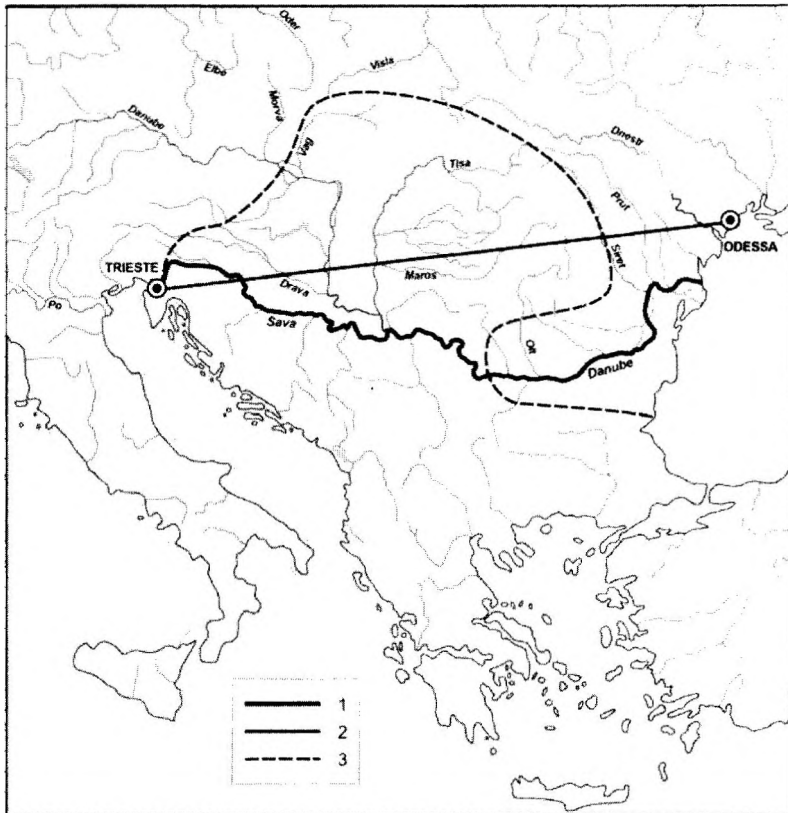 Oder
Elbe
Visla
Morva
Danube
Vag
Dnestr
Tisa
Prut
ODESSA
Siret
TRIESTE
Maros
Drava
Po
Sava
Olt
Danube
1
2
3